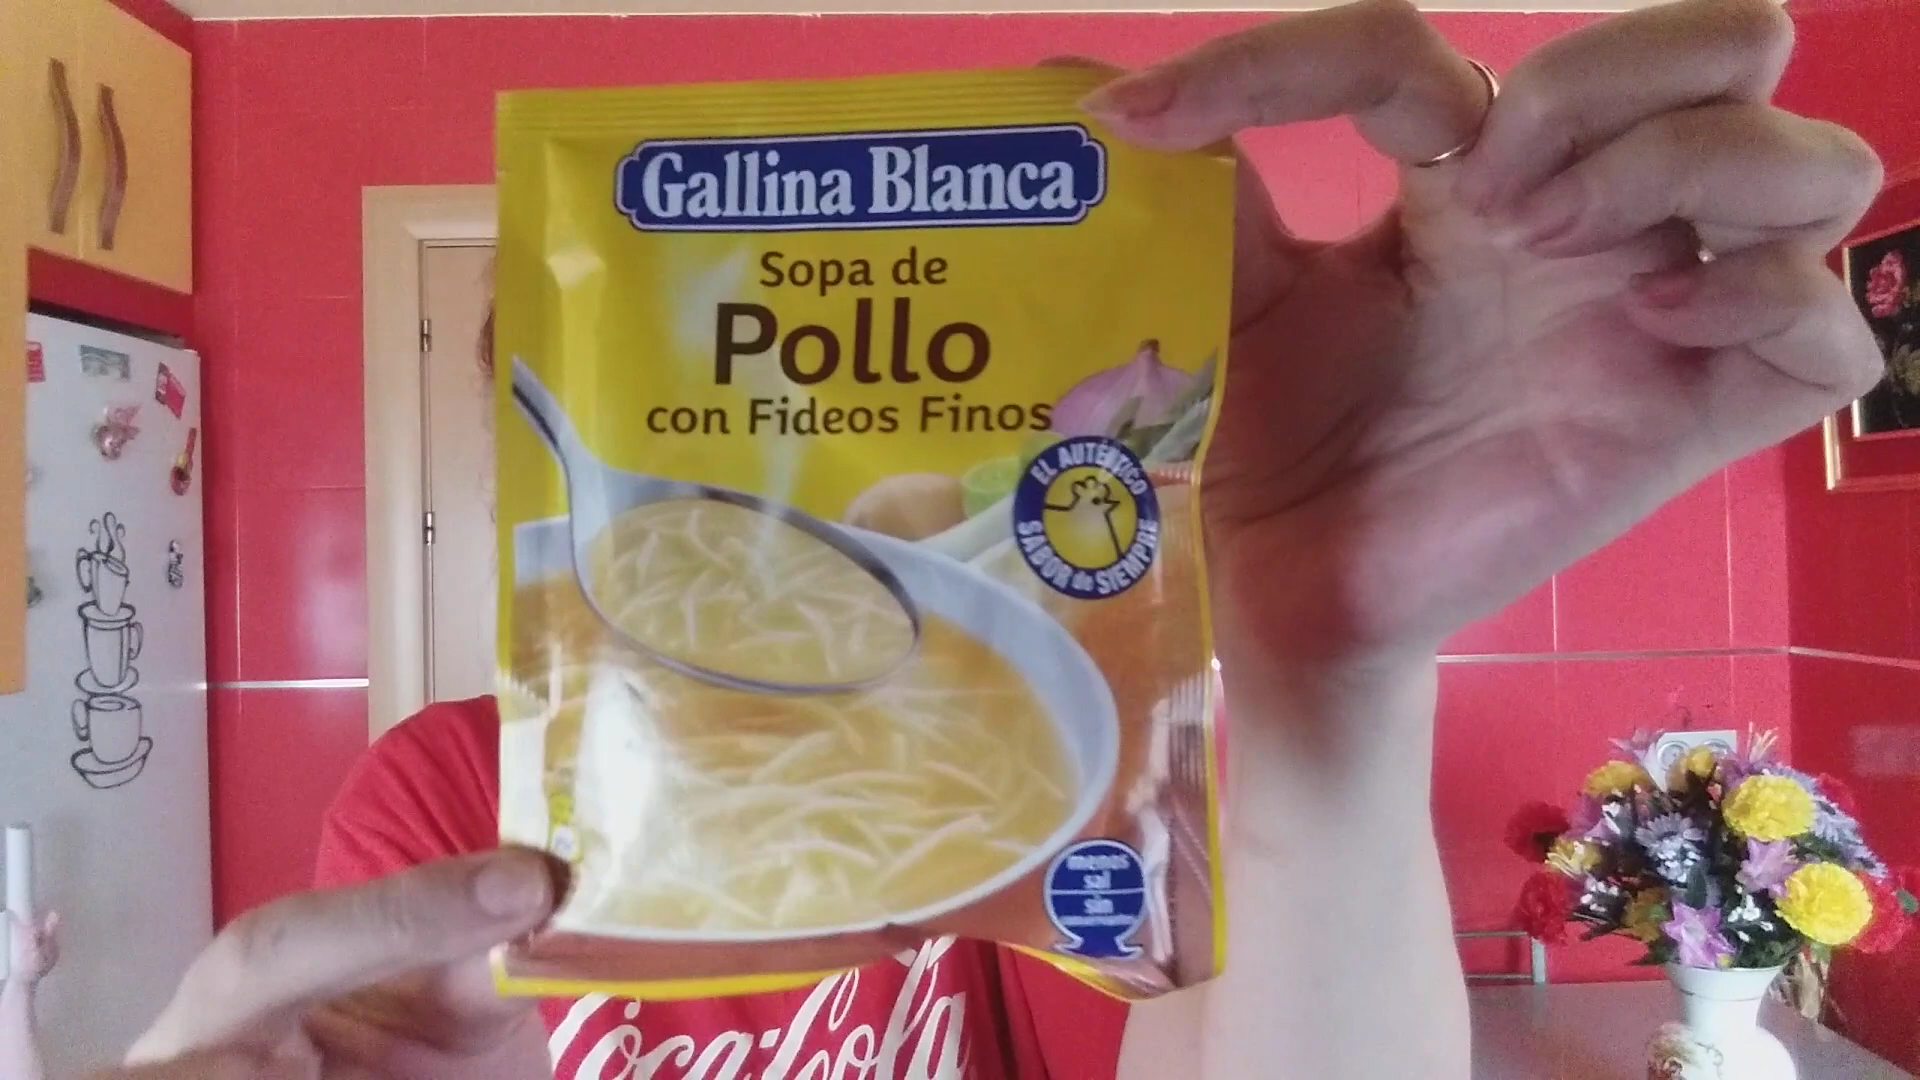 Gallina Blanca
Sopa de
Pollo
con Fideos Finos
EL AUTÉNTICO
SABOR de SIEMPRE
menos
sal
sin
Coca-Cola